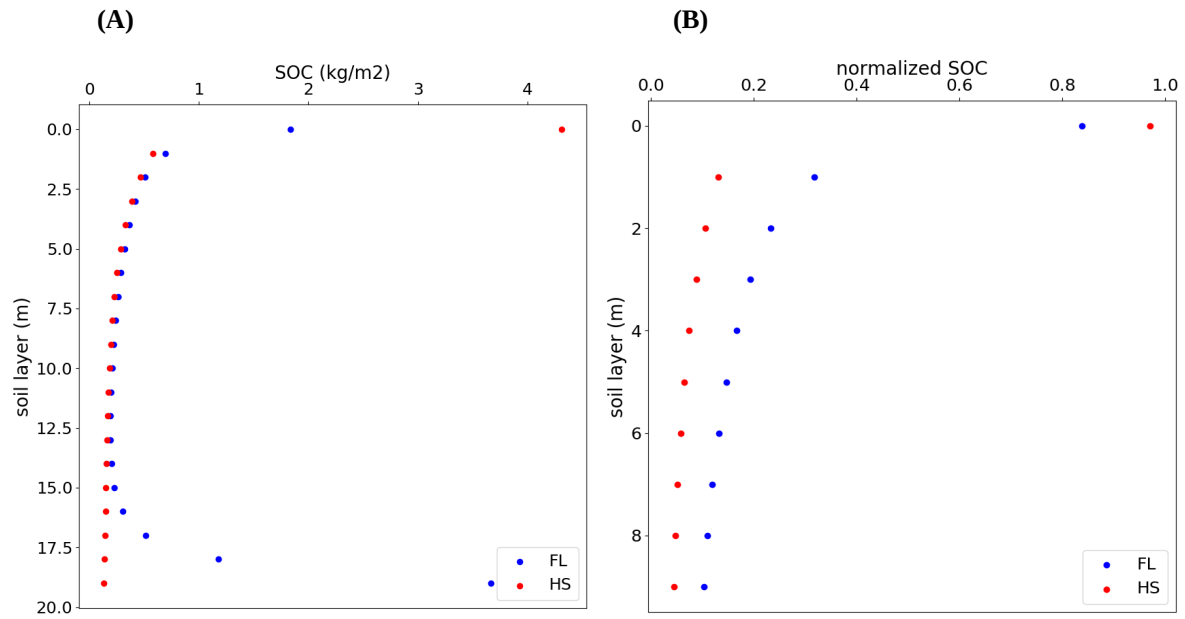 (A)
SOC (kg/m2)
0 1 2 3 4
0.0
2.5
5.0
7.5
10.0
12.5
15.0
17.5
20.0
soil layer (m)
FL
HS
(B)
normalized SOC
0.0 0.2 0.4 0.6 0.8 1.0
0
2
4
6
8
soil layer (m)
FL
HS